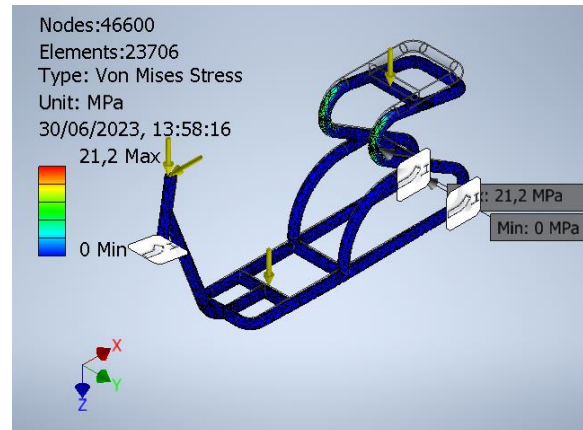 Nodes:46600
Elements:23706
Type: Von Mises Stress
Unit: MPa
30/06/2023, 13:58:16
21,2 Max
0 Min
: 21,2 MPa
Min: 0 MPa
X
Y
Z